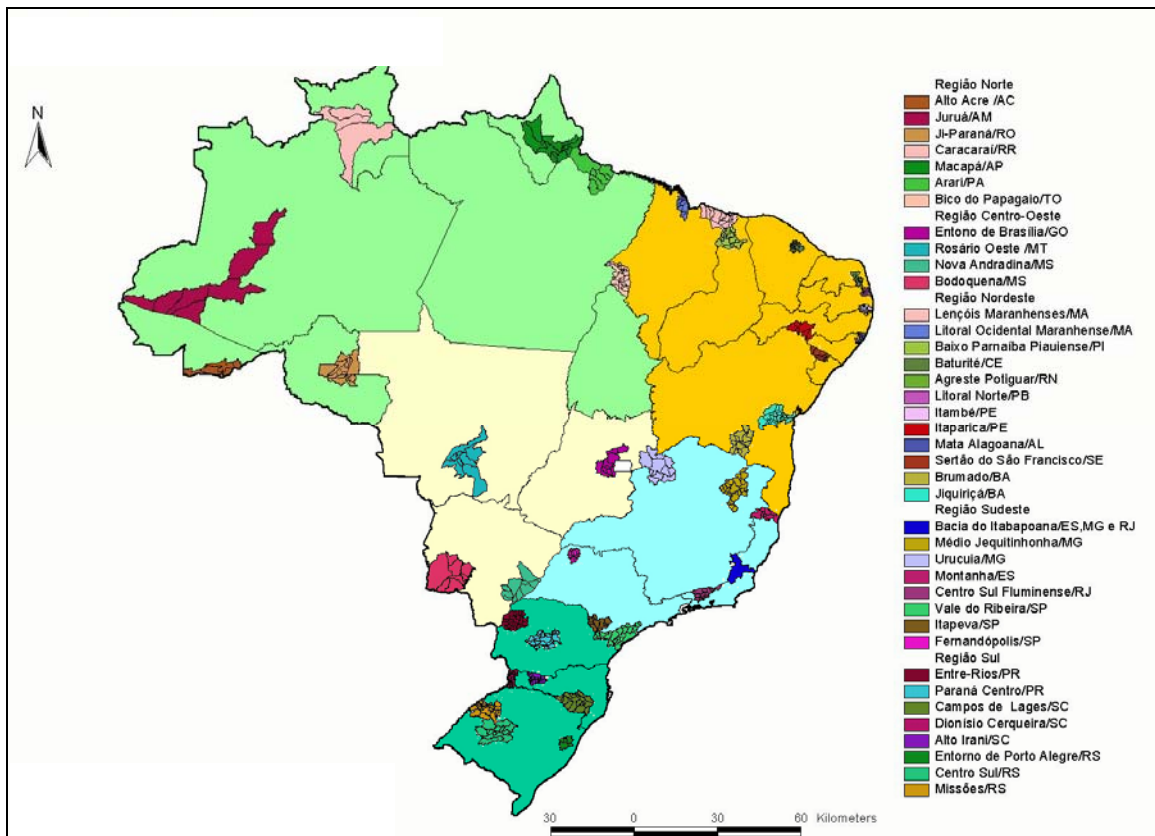 N
Região Norte
Alto Acre /AC
Juruá/AM
Ji-Paraná/RO
Caracaraí/RR
Macapá/AP
Arari/PA
Bico do Papagaio/TO
Região Centro-Oeste
Entono de Brasília/GO
Rosário Oeste /MT
Nova Andradina/MS
Bodoquena/MS
Região Nordeste
Lençóis Maranhenses/MA
Litoral Ocidental Maranhense/MA
Baixo Parnaíba Piauiense/PI
Baturité/CE
Agreste Potiguar/RN
Litoral Norte/PB
Itambé/PE
Itaparica/PE
Mata Alagoana/AL
Sertão do São Francisco/SE
Brumado/BA
Jiquiriçá/BA
Região Sudeste
Bacia do Itabapoana/ES,MG e RJ
Médio Jequitinhonha/MG
Urucuia/MG
Montanha/ES
Centro Sul Fluminense/RJ
Vale do Ribeira/SP
Itapeva/SP
Fernandópolis/SP
Região Sul
Entre-Rios/PR
Paraná Centro/PR
Campos de Lages/SC
Dionísio Cerqueira/SC
Alto Irani/SC
Entorno de Porto Alegre/RS
Centro Sul/RS
Missões/RS
30 0 30 60 Kilometers